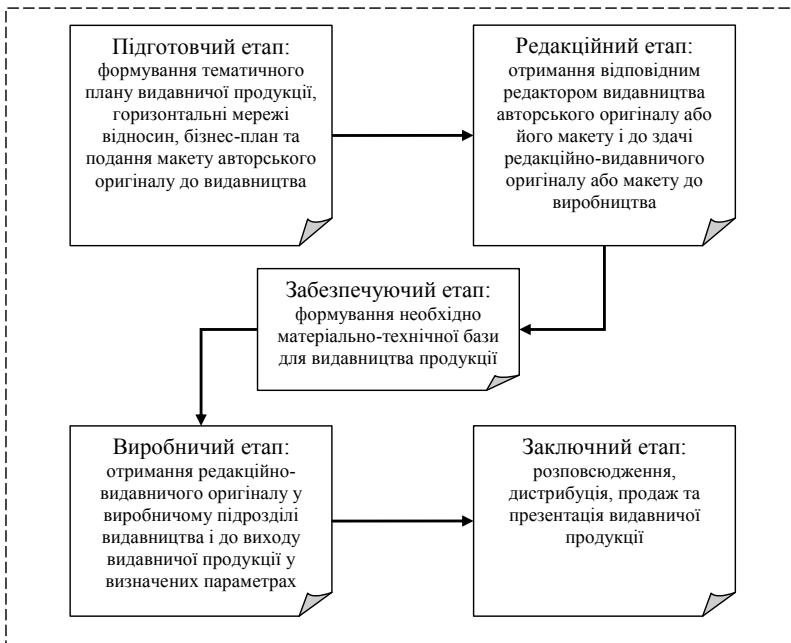 Підготовчий етап:
формування тематичного
плану видавничої продукції,
горизонтальні мережі
відносин, бізнес-план та
подання макету авторського
оригіналу до видавництва
Редакційний етап:
отримання відповідним
редактором видавництва
авторського оригіналу або
його макету і до здачі
редакційно-видавничого
оригіналу або макету до
виробництва
Забезпечуючий етап:
формування необхідно
матеріально-технічної бази
для видавництва продукції
Виробничий етап:
отримання редакційно-
видавничого оригіналу у
виробничому підрозділі
видавництва і до виходу
видавничої продукції у
визначених параметрах
Заключний етап:
розповсюдження,
дистрибуція, продаж та
презентація видавничої
продукції